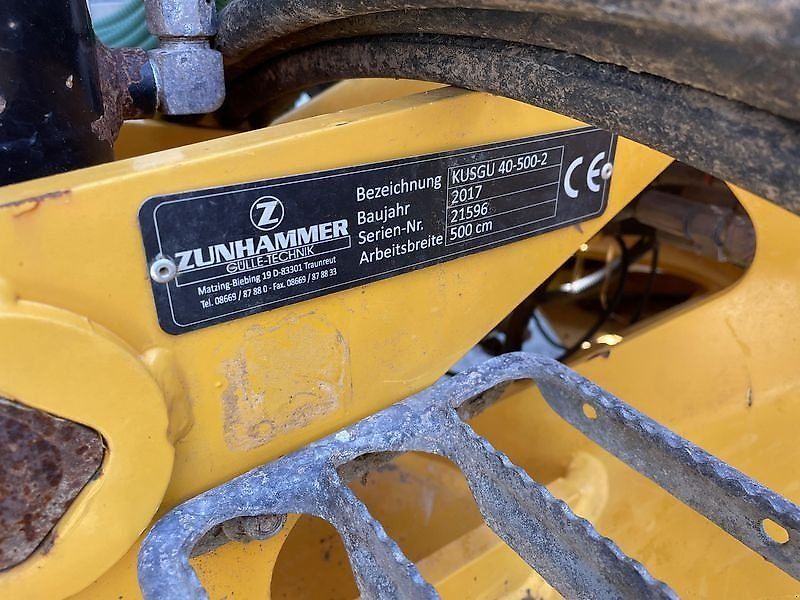 Z
ZUNHAMMER
GÜLLE-TECHNIK
Matzing-Biebing 19 D-83301 Traunreut
Tel. 08669 / 87 88 0 - Fax. 08669 / 87 88 33
Bezeichnung KUSGU 40-500-2
Baujahr 2017
Serien-Nr. 21596
Arbeitsbreite 500 cm
CE